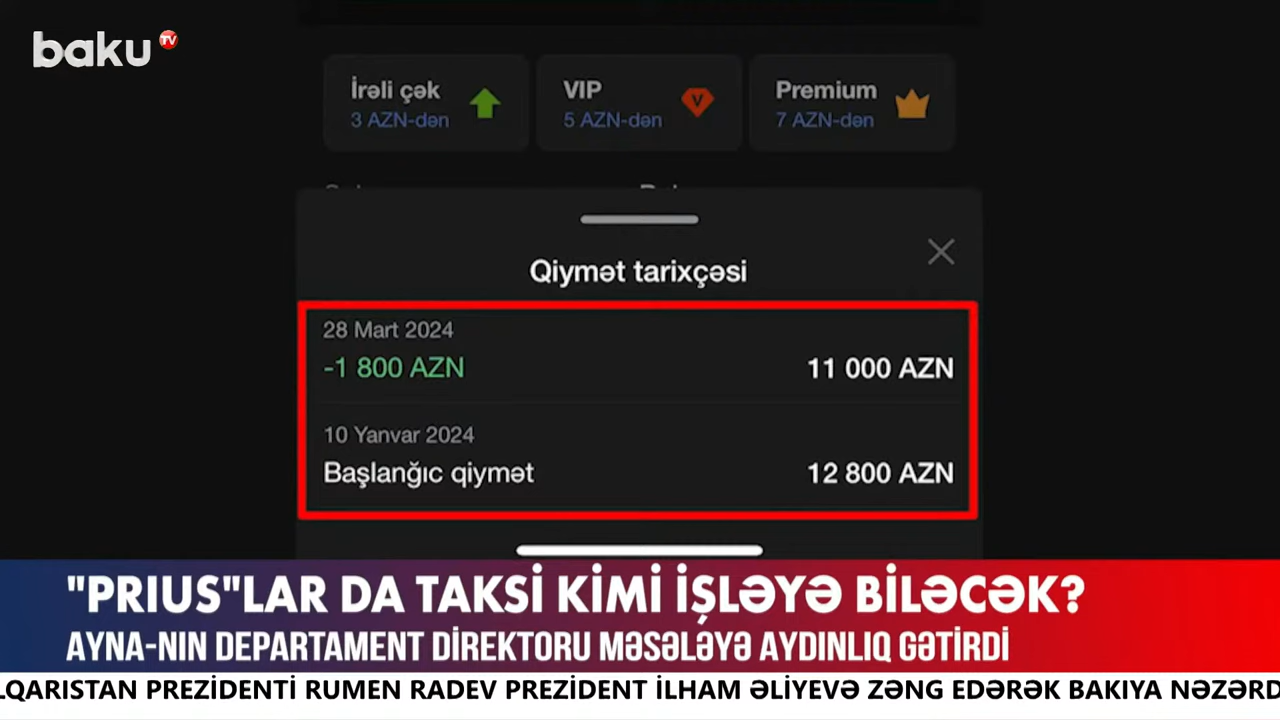 baku TV
İrəli çək
3 AZN-dən
VIP
5 AZN-dən
V
Premium
7 AZN-dən
Qiymət tarixçəsi
28 Mart 2024
-1 800 AZN
11 000 AZN
10 Yanvar 2024
Başlanğıc qiymət
12 800 AZN
"PRIUS"LAR DA TAKSİ KİMİ İŞLƏYƏ BİLƏCƏK?
AYNA-NIN DEPARTAMENT DİREKTORU MƏSƏLƏYƏ AYDINLIQ GƏTİRDİ
LQARISTAN PREZİDENTİ RUMEN RADEV PREZİDENT İLHAM ƏLİYEVƏ ZƏNG EDƏRƏK BAKIYA NƏZƏRD